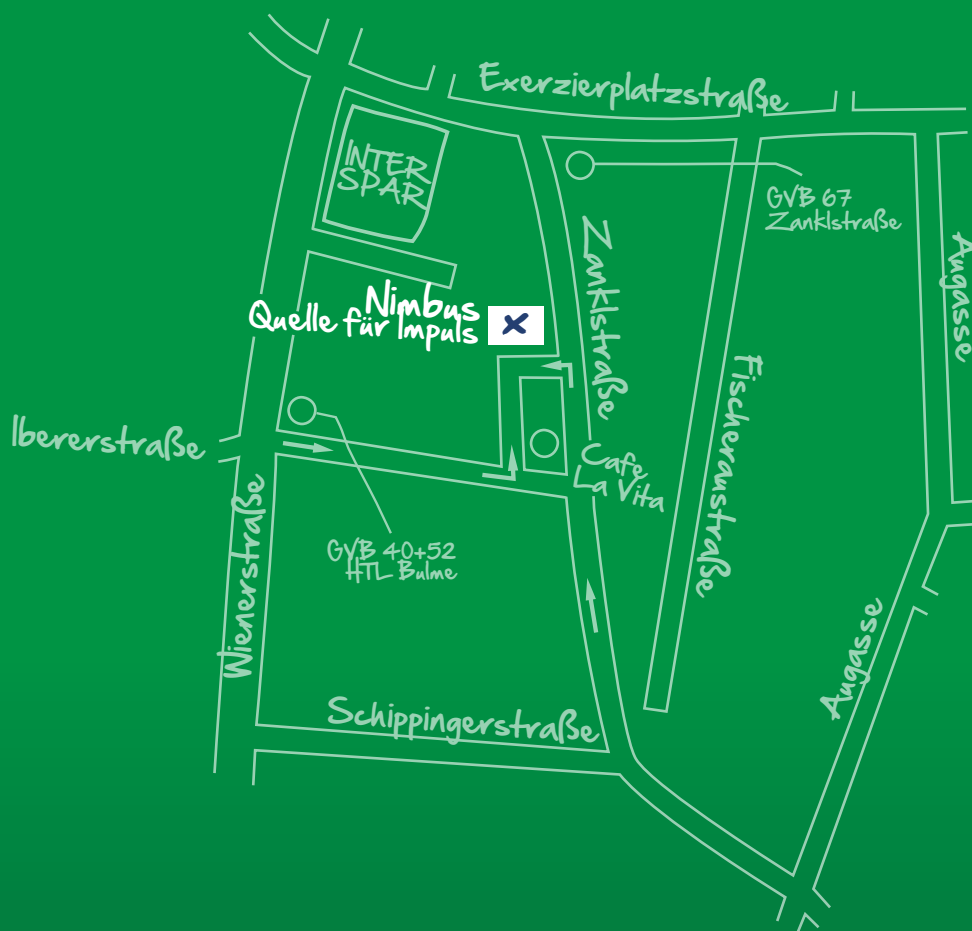 Exerzierplatzstraße
INTER
SPAR
GVB 67
Zanklstraße
Zanklstraße
Augasse
Nimbus
Quelle für Impuls
Fischeraustraße
Ibererstraße
Cafe
La Vita
Wienerstraße
GVB 40+52
HTL Bulme
Augasse
Schippingerstraße